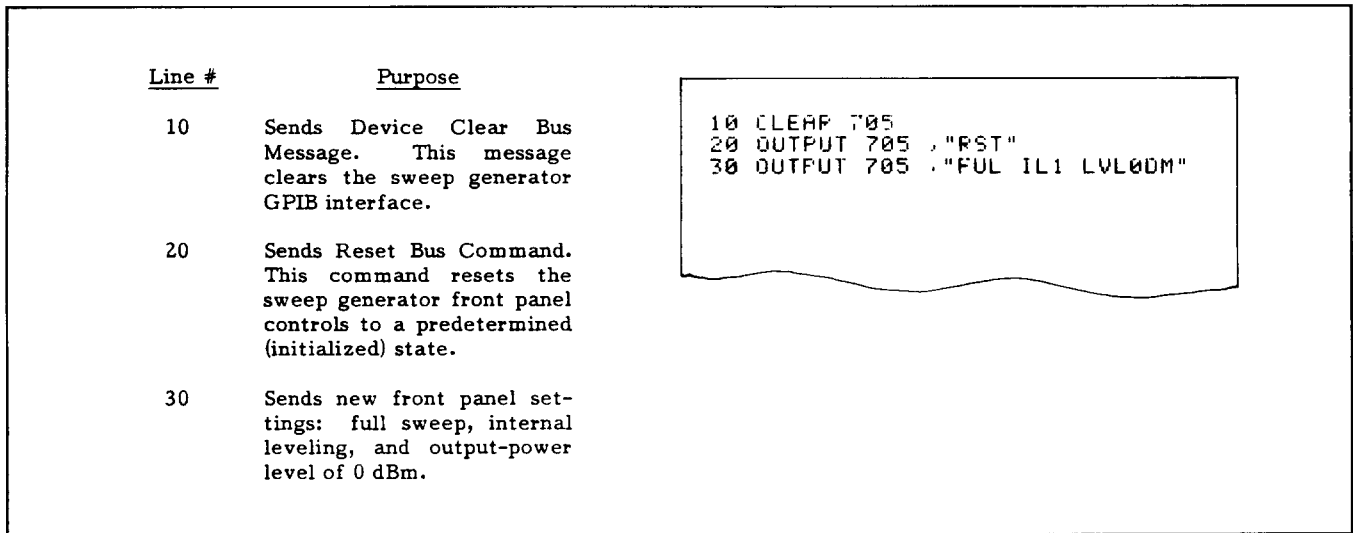 Line # Purpose
10 Sends Device Clear Bus
Message. This message
clears the sweep generator
GPIB interface.
20 Sends Reset Bus Command.
This command resets the
sweep generator front panel
controls to a predetermined
(initialized) state.
30 Sends new front panel set-
tings: full sweep, internal
leveling, and output-power
level of 0 dBm.
10 CLEAR 705
20 OUTPUT 705 ,"RST"
30 OUTPUT 705 ,"FUL IL1 LVL0DM"